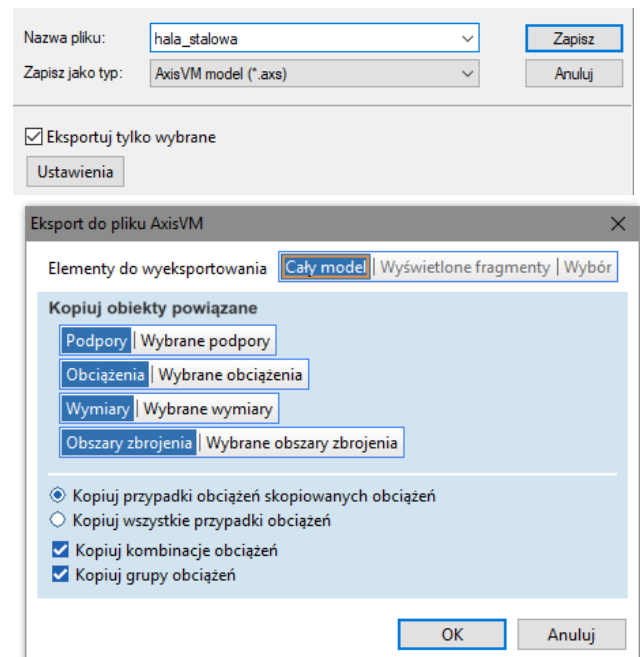 Nazwa pliku: hala_stalowa Zapisz
Zapisz jako typ: AxisVM model (*.axs) Anuluj
Eksportuj tylko wybrane
Ustawienia
Eksport do pliku AxisVM
Elementy do wyeksportowania Cały model | Wyświetlone fragmenty | Wybór
Kopiuj obiekty powiązane
Podpory | Wybrane podpory
Obciążenia | Wybrane obciążenia
Wymiary | Wybrane wymiary
Obszary zbrojenia | Wybrane obszary zbrojenia
Kopiuj przypadki obciążeń skopiowanych obciążeń
Kopiuj wszystkie przypadki obciążeń
Kopiuj kombinacje obciążeń
Kopiuj grupy obciążeń
OK Anuluj